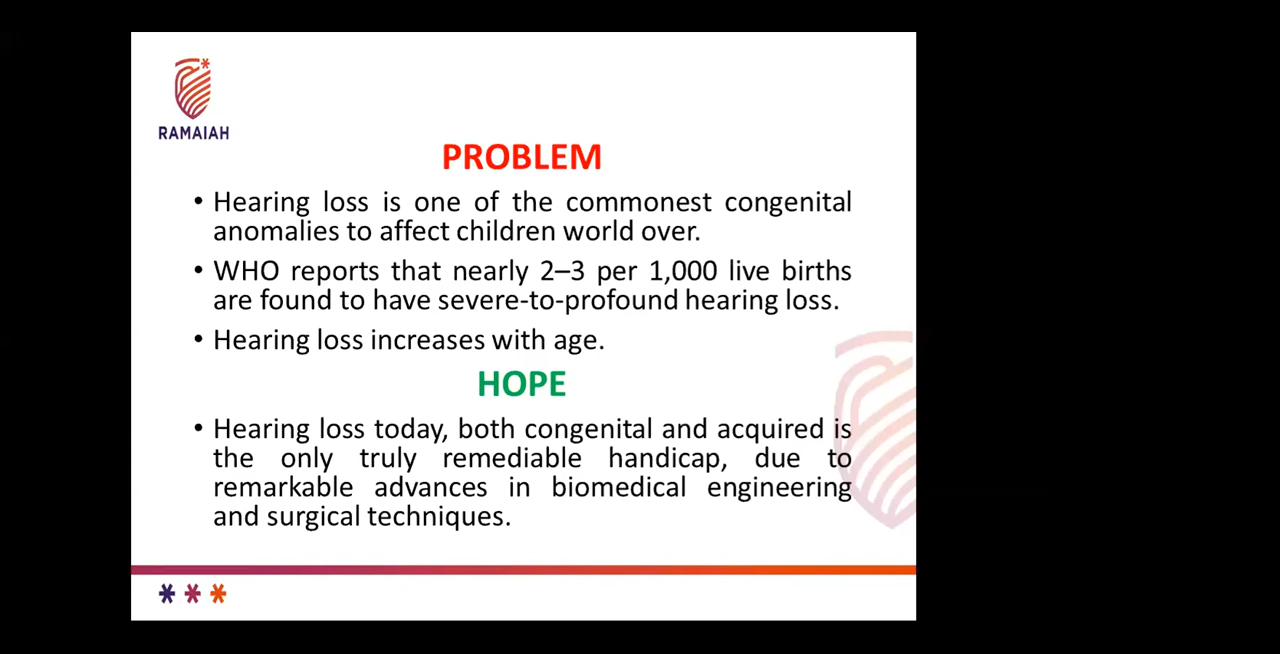 RAMAIAH
PROBLEM
• Hearing loss is one of the commonest congenital
anomalies to affect children world over.
• WHO reports that nearly 2–3 per 1,000 live births
are found to have severe-to-profound hearing loss.
• Hearing loss increases with age.
HOPE
• Hearing loss today, both congenital and acquired is
the only truly remediable handicap, due to
remarkable advances in biomedical engineering
and surgical techniques.